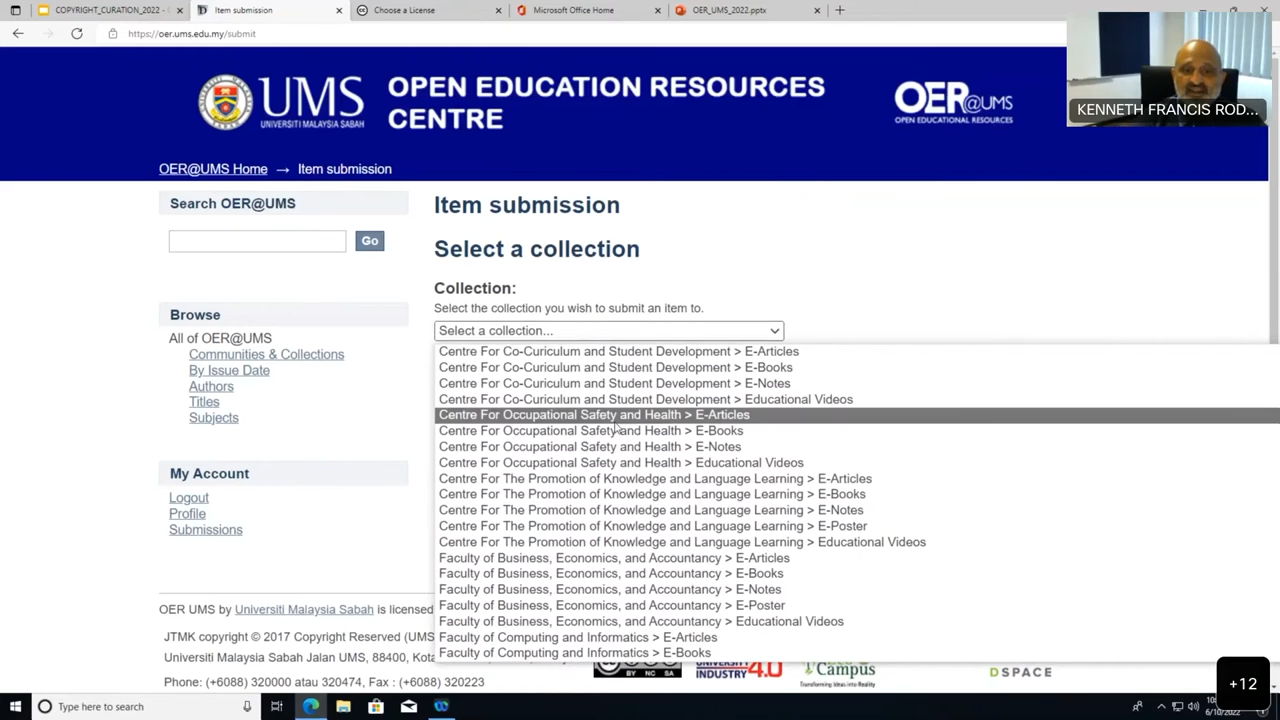 COPYRIGHT_CURATION_2022 -
Item submission
Choose a License
Microsoft Office Home
OER_UMS_2022.pptx
https://oer.ums.edu.my/submit
UMS
UNIVERSITI MALAYSIA SABAH
OPEN EDUCATION RESOURCES
CENTRE
OER@UMS
OPEN EDUCATIONAL RESOURCES
KENNETH FRANCIS ROD...
OER@UMS Home → Item submission
Search OER@UMS
Go
Browse
All of OER@UMS
Communities & Collections
By Issue Date
Authors
Titles
Subjects
My Account
Logout
Profile
Submissions
Item submission
Select a collection
Collection:
Select the collection you wish to submit an item to.
Select a collection...
Centre For Co-Curiculum and Student Development > E-Articles
Centre For Co-Curiculum and Student Development > E-Books
Centre For Co-Curiculum and Student Development > E-Notes
Centre For Co-Curiculum and Student Development > Educational Videos
Centre For Occupational Safety and Health > E-Articles
Centre For Occupational Safety and Health > E-Books
Centre For Occupational Safety and Health > E-Notes
Centre For Occupational Safety and Health > Educational Videos
Centre For The Promotion of Knowledge and Language Learning > E-Articles
Centre For The Promotion of Knowledge and Language Learning > E-Books
Centre For The Promotion of Knowledge and Language Learning > E-Notes
Centre For The Promotion of Knowledge and Language Learning > E-Poster
Centre For The Promotion of Knowledge and Language Learning > Educational Videos
Faculty of Business, Economics, and Accountancy > E-Articles
Faculty of Business, Economics, and Accountancy > E-Books
Faculty of Business, Economics, and Accountancy > E-Notes
Faculty of Business, Economics, and Accountancy > E-Poster
Faculty of Business, Economics, and Accountancy > Educational Videos
Faculty of Computing and Informatics > E-Articles
Faculty of Computing and Informatics > E-Books
OER UMS by Universiti Malaysia Sabah is licensed
JTMK copyright © 2017 Copyright Reserved (UMS
Universiti Malaysia Sabah Jalan UMS, 88400, Kota
Phone: (+6088) 320000 atau 320474, Fax : (+6088) 320223
BY NC SA
INDUSTRY 4.0
Campus
Transforming Ideas into Reality
DSPACE
+12
Type here to search
6/10/2022